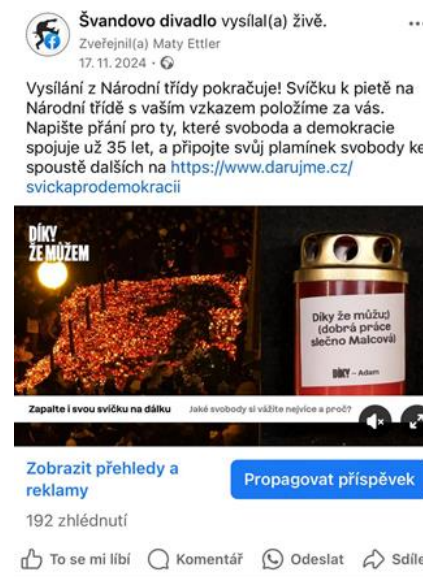 Švandovo divadlo vysílal(a) živě.
Zveřejnil(a) Maty Ettler
17. 11. 2024
Vysílání z Národní třídy pokračuje! Svíčku k pietě na
Národní třídě s vaším vzkazem položíme za vás.
Napište přání pro ty, které svoboda a demokracie
spojuje už 35 let, a připojte svůj plamínek svobody ke
spoustě dalších na https://www.darujme.cz/
svickaprodemokracii
DÍKY
ŽE MŮŽEM
Díky že můžu;)
(dobrá práce
slečno Malcová)
DÍKY – Adam
Zapalte i svou svíčku na dálku Jaké svobody si vážíte nejvíce a proč?
Zobrazit přehledy a
reklamy
Propagovat příspěvek
192 zhlédnutí
To se mi líbí Komentář Odeslat Sdíle